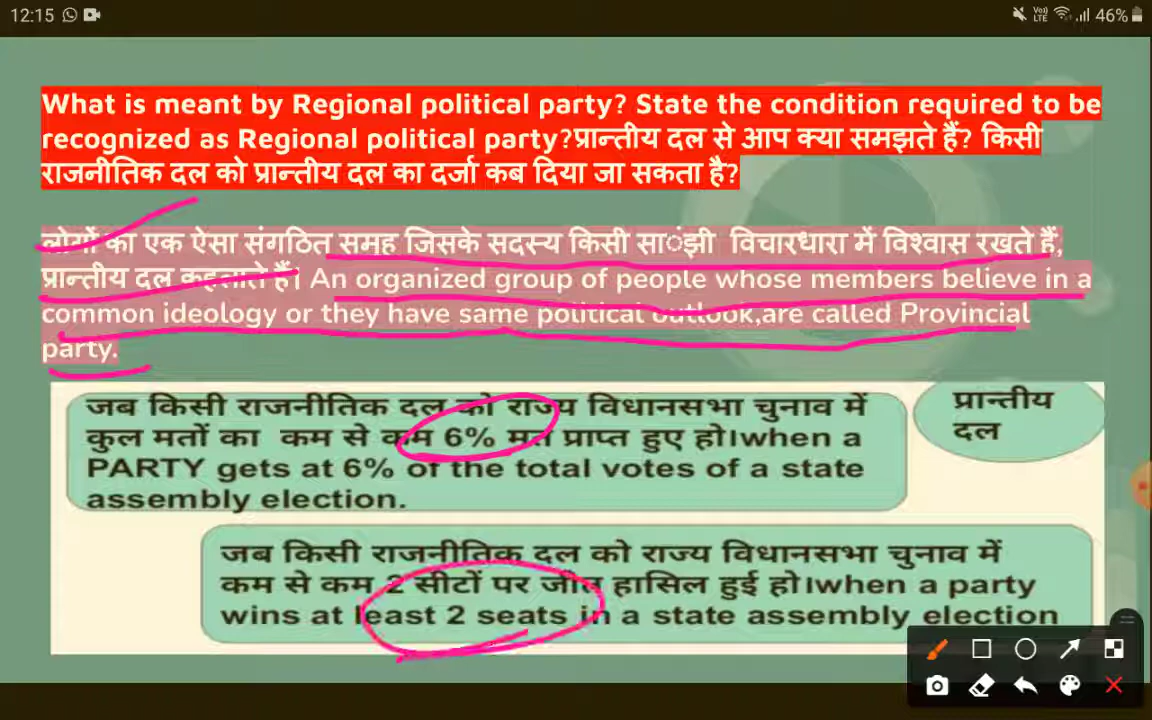 12:15
Vo) LTE 46%
What is meant by Regional political party? State the condition required to be
recognized as Regional political party?प्रान्तीय दल से आप क्या समझते हैं? किसी
राजनीतिक दल को प्रान्तीय दल का दर्जा कब दिया जा सकता है?
लोगों का एक ऐसा संगठित समूह जिसके सदस्य किसी साांझी विचारधारा में विश्वास रखते हैं,
प्रान्तीय दल कहलाते हैं। An organized group of people whose members believe in a
common ideology or they have same political outlook,are called Provincial
party.
जब किसी राजनीतिक दल को राज्य विधानसभा चुनाव में
कुल मतों का कम से कम 6% मत प्राप्त हुए हो।when a
PARTY gets at 6% of the total votes of a state
assembly election.
प्रान्तीय
दल
जब किसी राजनीतिक दल को राज्य विधानसभा चुनाव में
कम से कम 2 सीटों पर जीत हासिल हुई हो।when a party
wins at least 2 seats in a state assembly election